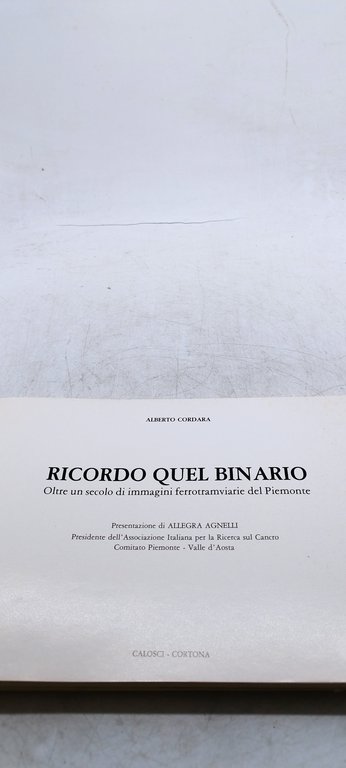 ALBERTO CORDARA
RICORDO QUEL BINARIO
Oltre un secolo di immagini ferrotramviarie del Piemonte
Presentazione di ALLEGRA AGNELLI
Presidente dell'Associazione Italiana per la Ricerca sul Cancro
Comitato Piemonte - Valle d'Aosta
CALOSCI - CORTONA